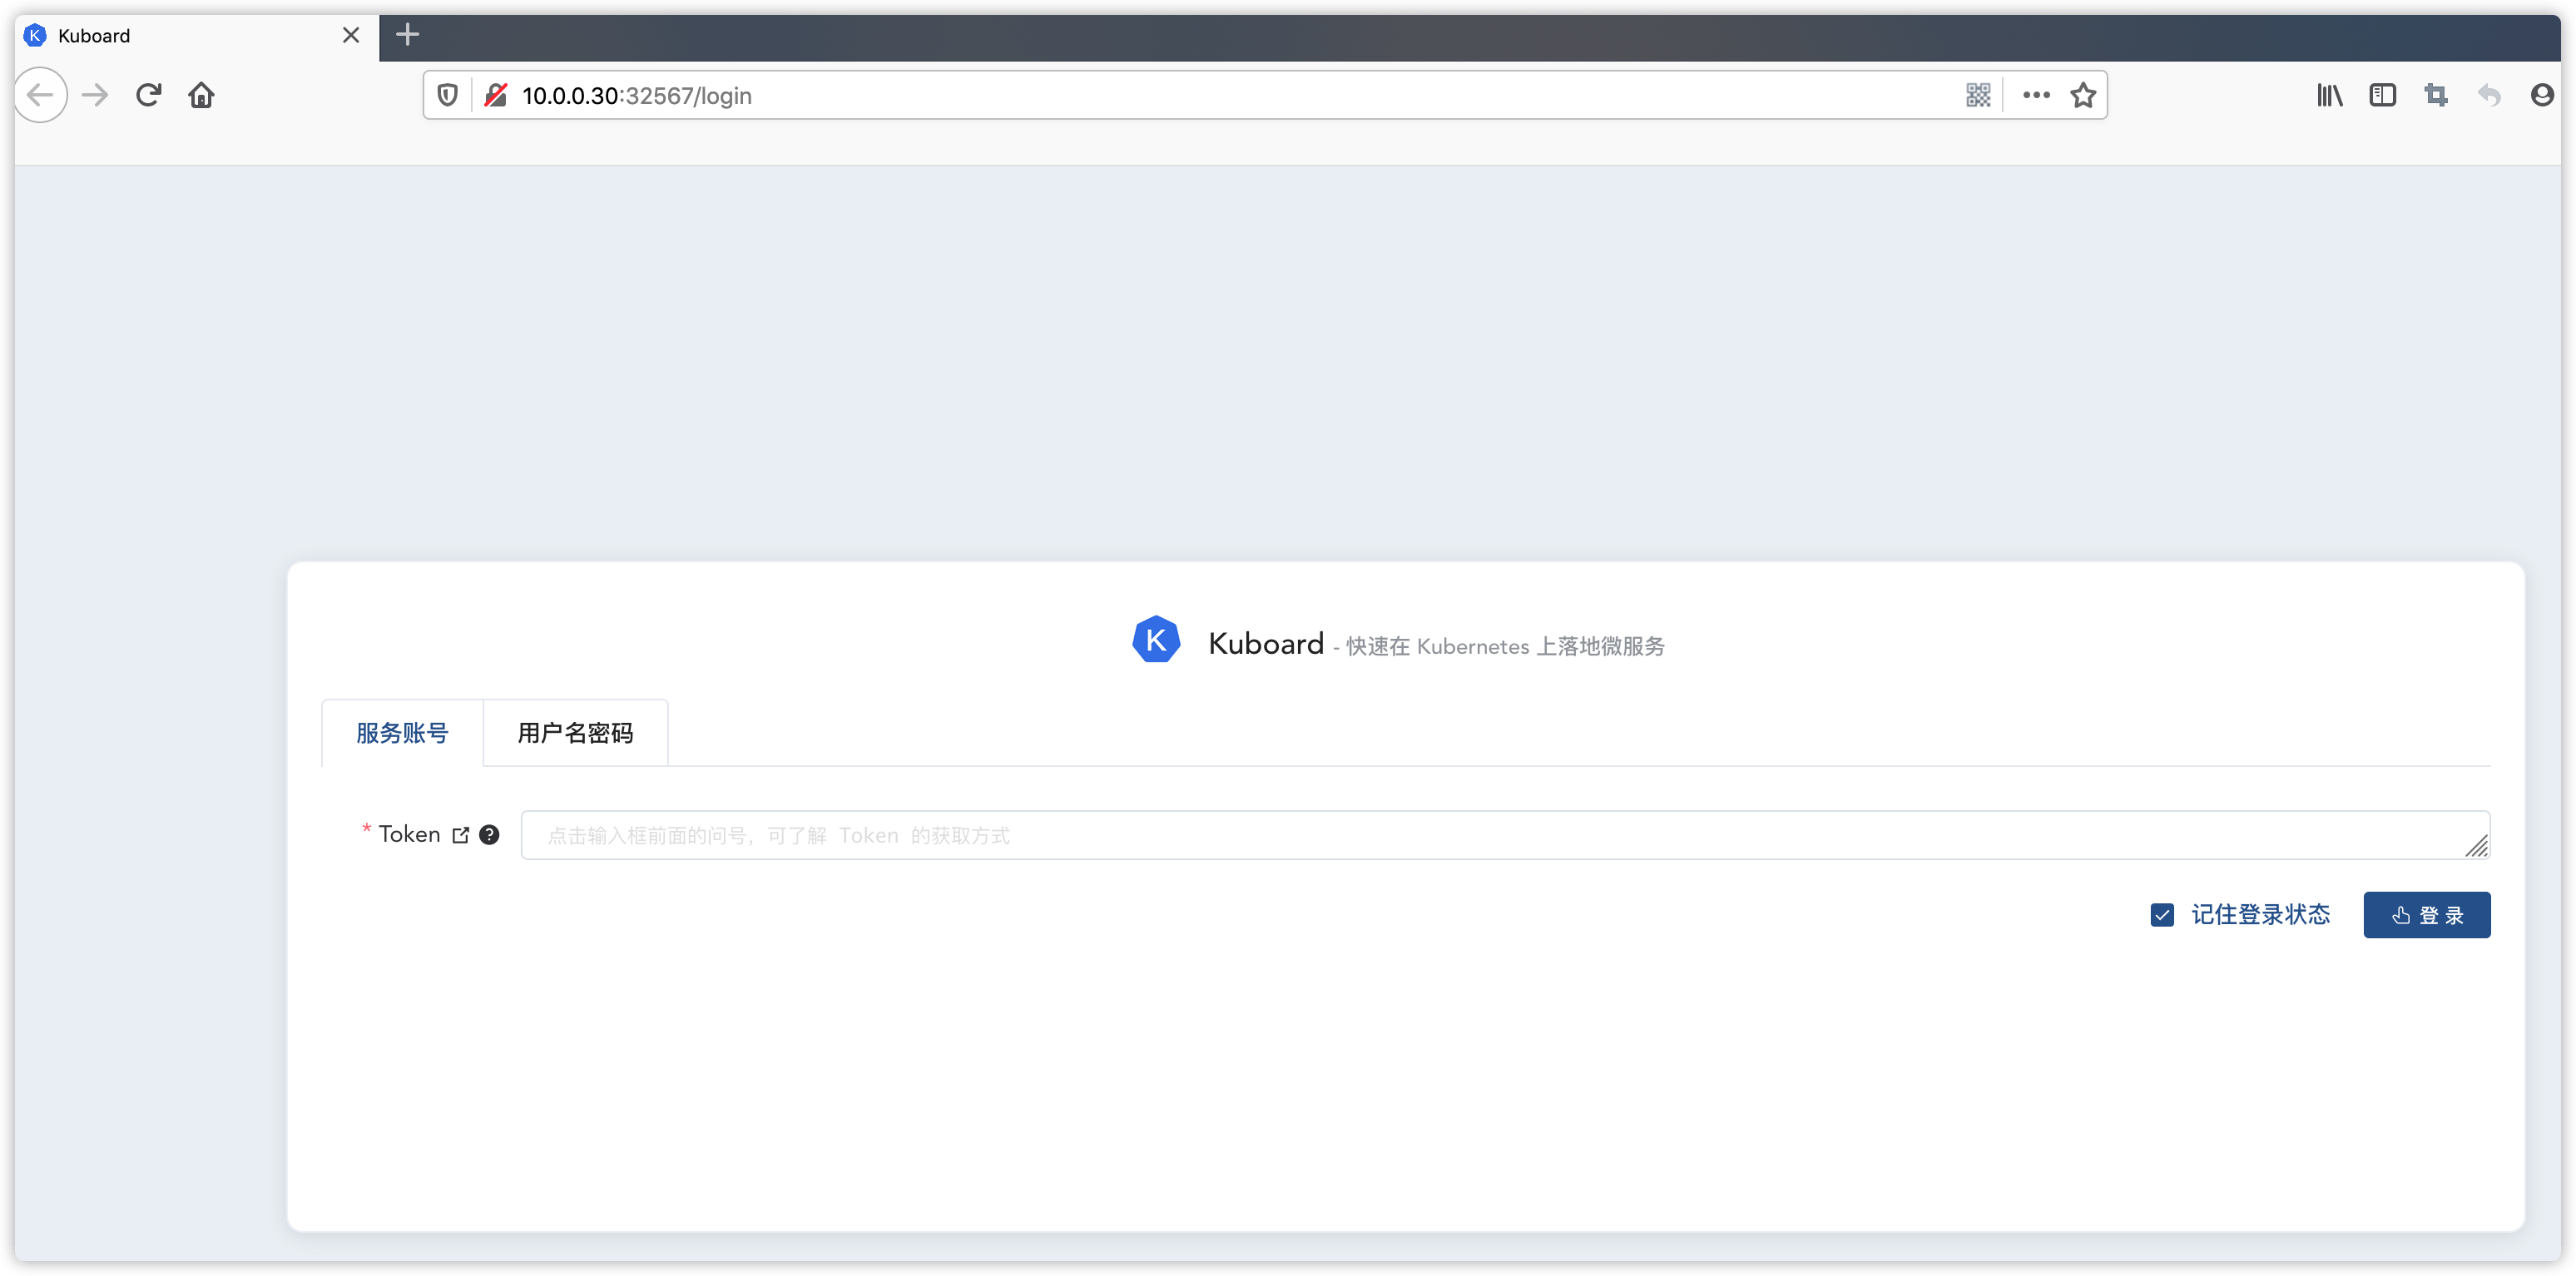 Kuboard
10.0.0.30:32567/login
K Kuboard - 快速在 Kubernetes 上落地微服务
服务账号 用户名密码
* Token 点击输入框前面的问号，可了解 Token 的获取方式
记住登录状态 登 录